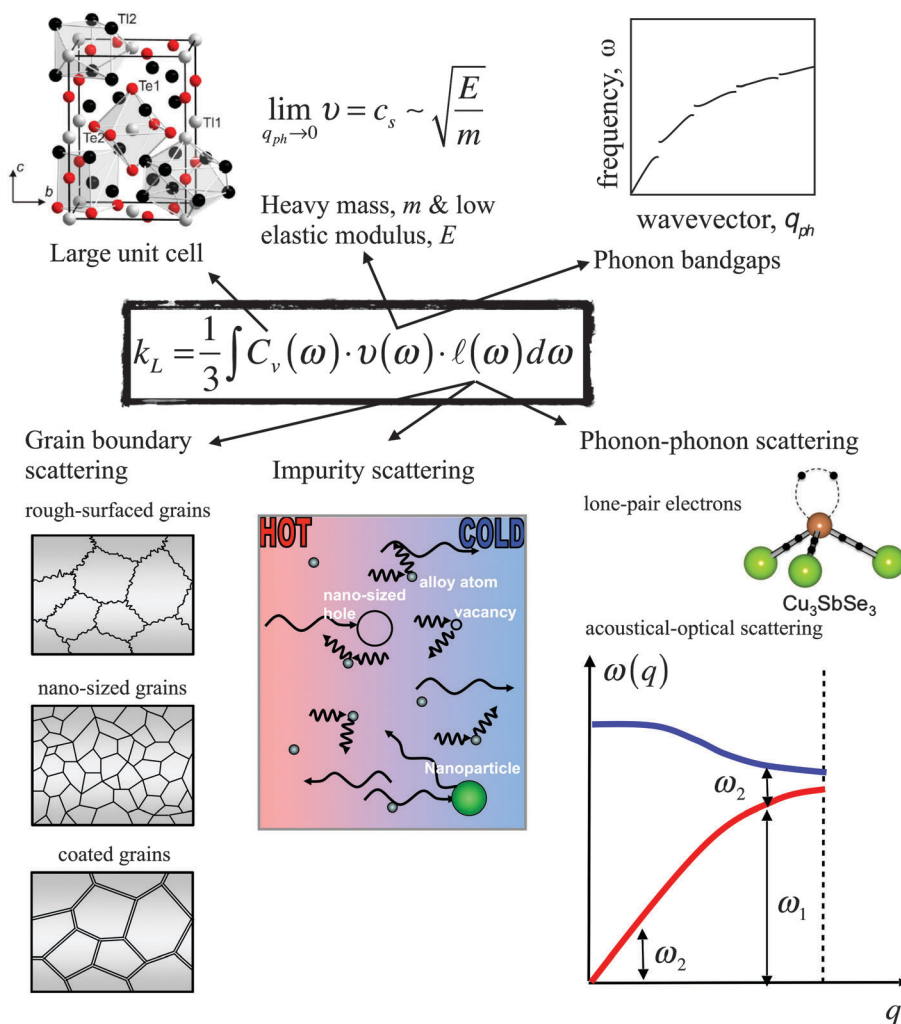 Tl2
Te1
Tl1
Te2
c
b
Large unit cell
lim v = c_s ~ √(E/m)
q_ph→0
Heavy mass, m & low
elastic modulus, E
frequency, ω
wavevector, q_ph
Phonon bandgaps
k_L = 1/3 ∫ C_v(ω) · υ(ω) · ℓ(ω)dω
Grain boundary
scattering
rough-surfaced grains
nano-sized grains
coated grains
Impurity scattering
HOT
COLD
alloy atom
nano-sized
hole
vacancy
Nanoparticle
Phonon-phonon scattering
lone-pair electrons
Cu₃SbSe₃
acoustical-optical scattering
ω(q)
ω₂
ω₁
ω₂
q